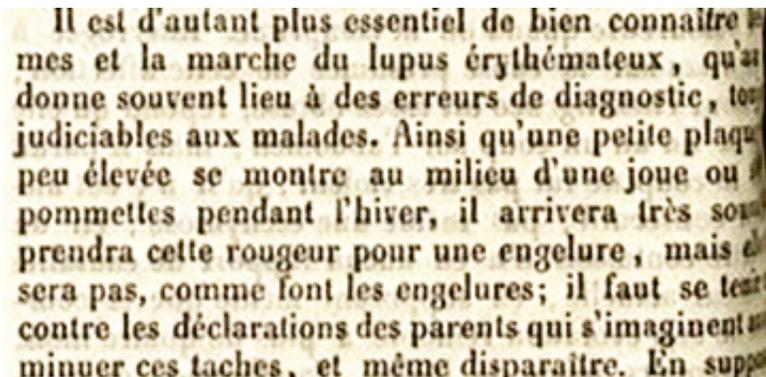 Il est d'autant plus essentiel de bien connaître
mes et la marche du lupus érythémateux, qu'
donne souvent lieu à des erreurs de diagnostic,
judiciables aux malades. Ainsi qu'une petite plaqu
peu élevée se montre au milieu d'une joue ou
pommettes pendant l'hiver, il arrivera très
prendra cette rougeur pour une engelure, mais
sera pas, comme font les engelures; il faut se
contre les déclarations des parents qui s'imaginent
minuer ces taches, et même disparaître. En